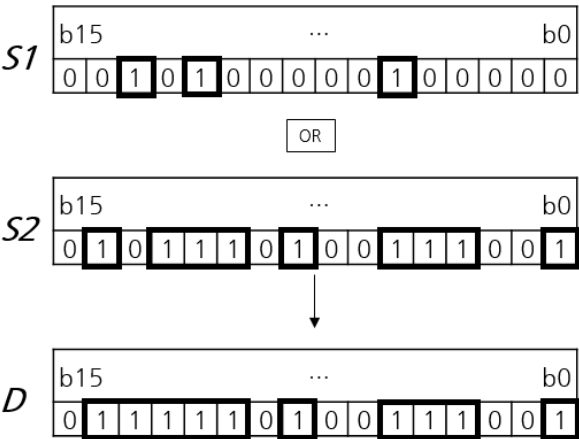 b15 ... b0
S1
0 0 1 0 1 0 0 0 0 0 1 0 0 0 0 0
OR
b15 ... b0
S2
0 1 0 1 1 1 0 1 0 0 1 1 1 0 0 1
b15 ... b0
D
0 1 1 1 1 1 0 1 0 0 1 1 1 0 0 1